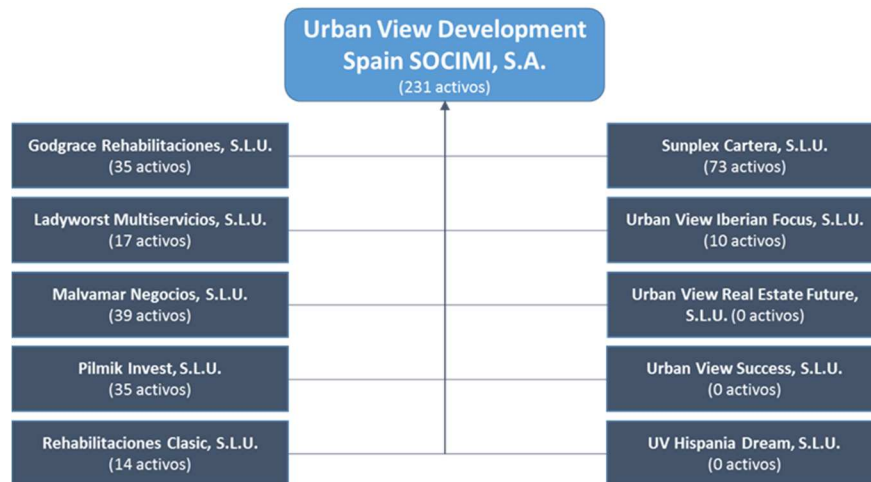 Urban View Development
Spain SOCIMI, S.A.
(231 activos)
Godgrace Rehabilitaciones, S.L.U.
(35 activos)
Ladyworst Multiservicios, S.L.U.
(17 activos)
Malvamar Negocios, S.L.U.
(39 activos)
Pilmik Invest, S.L.U.
(35 activos)
Rehabilitaciones Clasic, S.L.U.
(14 activos)
Sunplex Cartera, S.L.U.
(73 activos)
Urban View Iberian Focus, S.L.U.
(10 activos)
Urban View Real Estate Future,
S.L.U. (0 activos)
Urban View Success, S.L.U.
(0 activos)
UV Hispania Dream, S.L.U.
(0 activos)